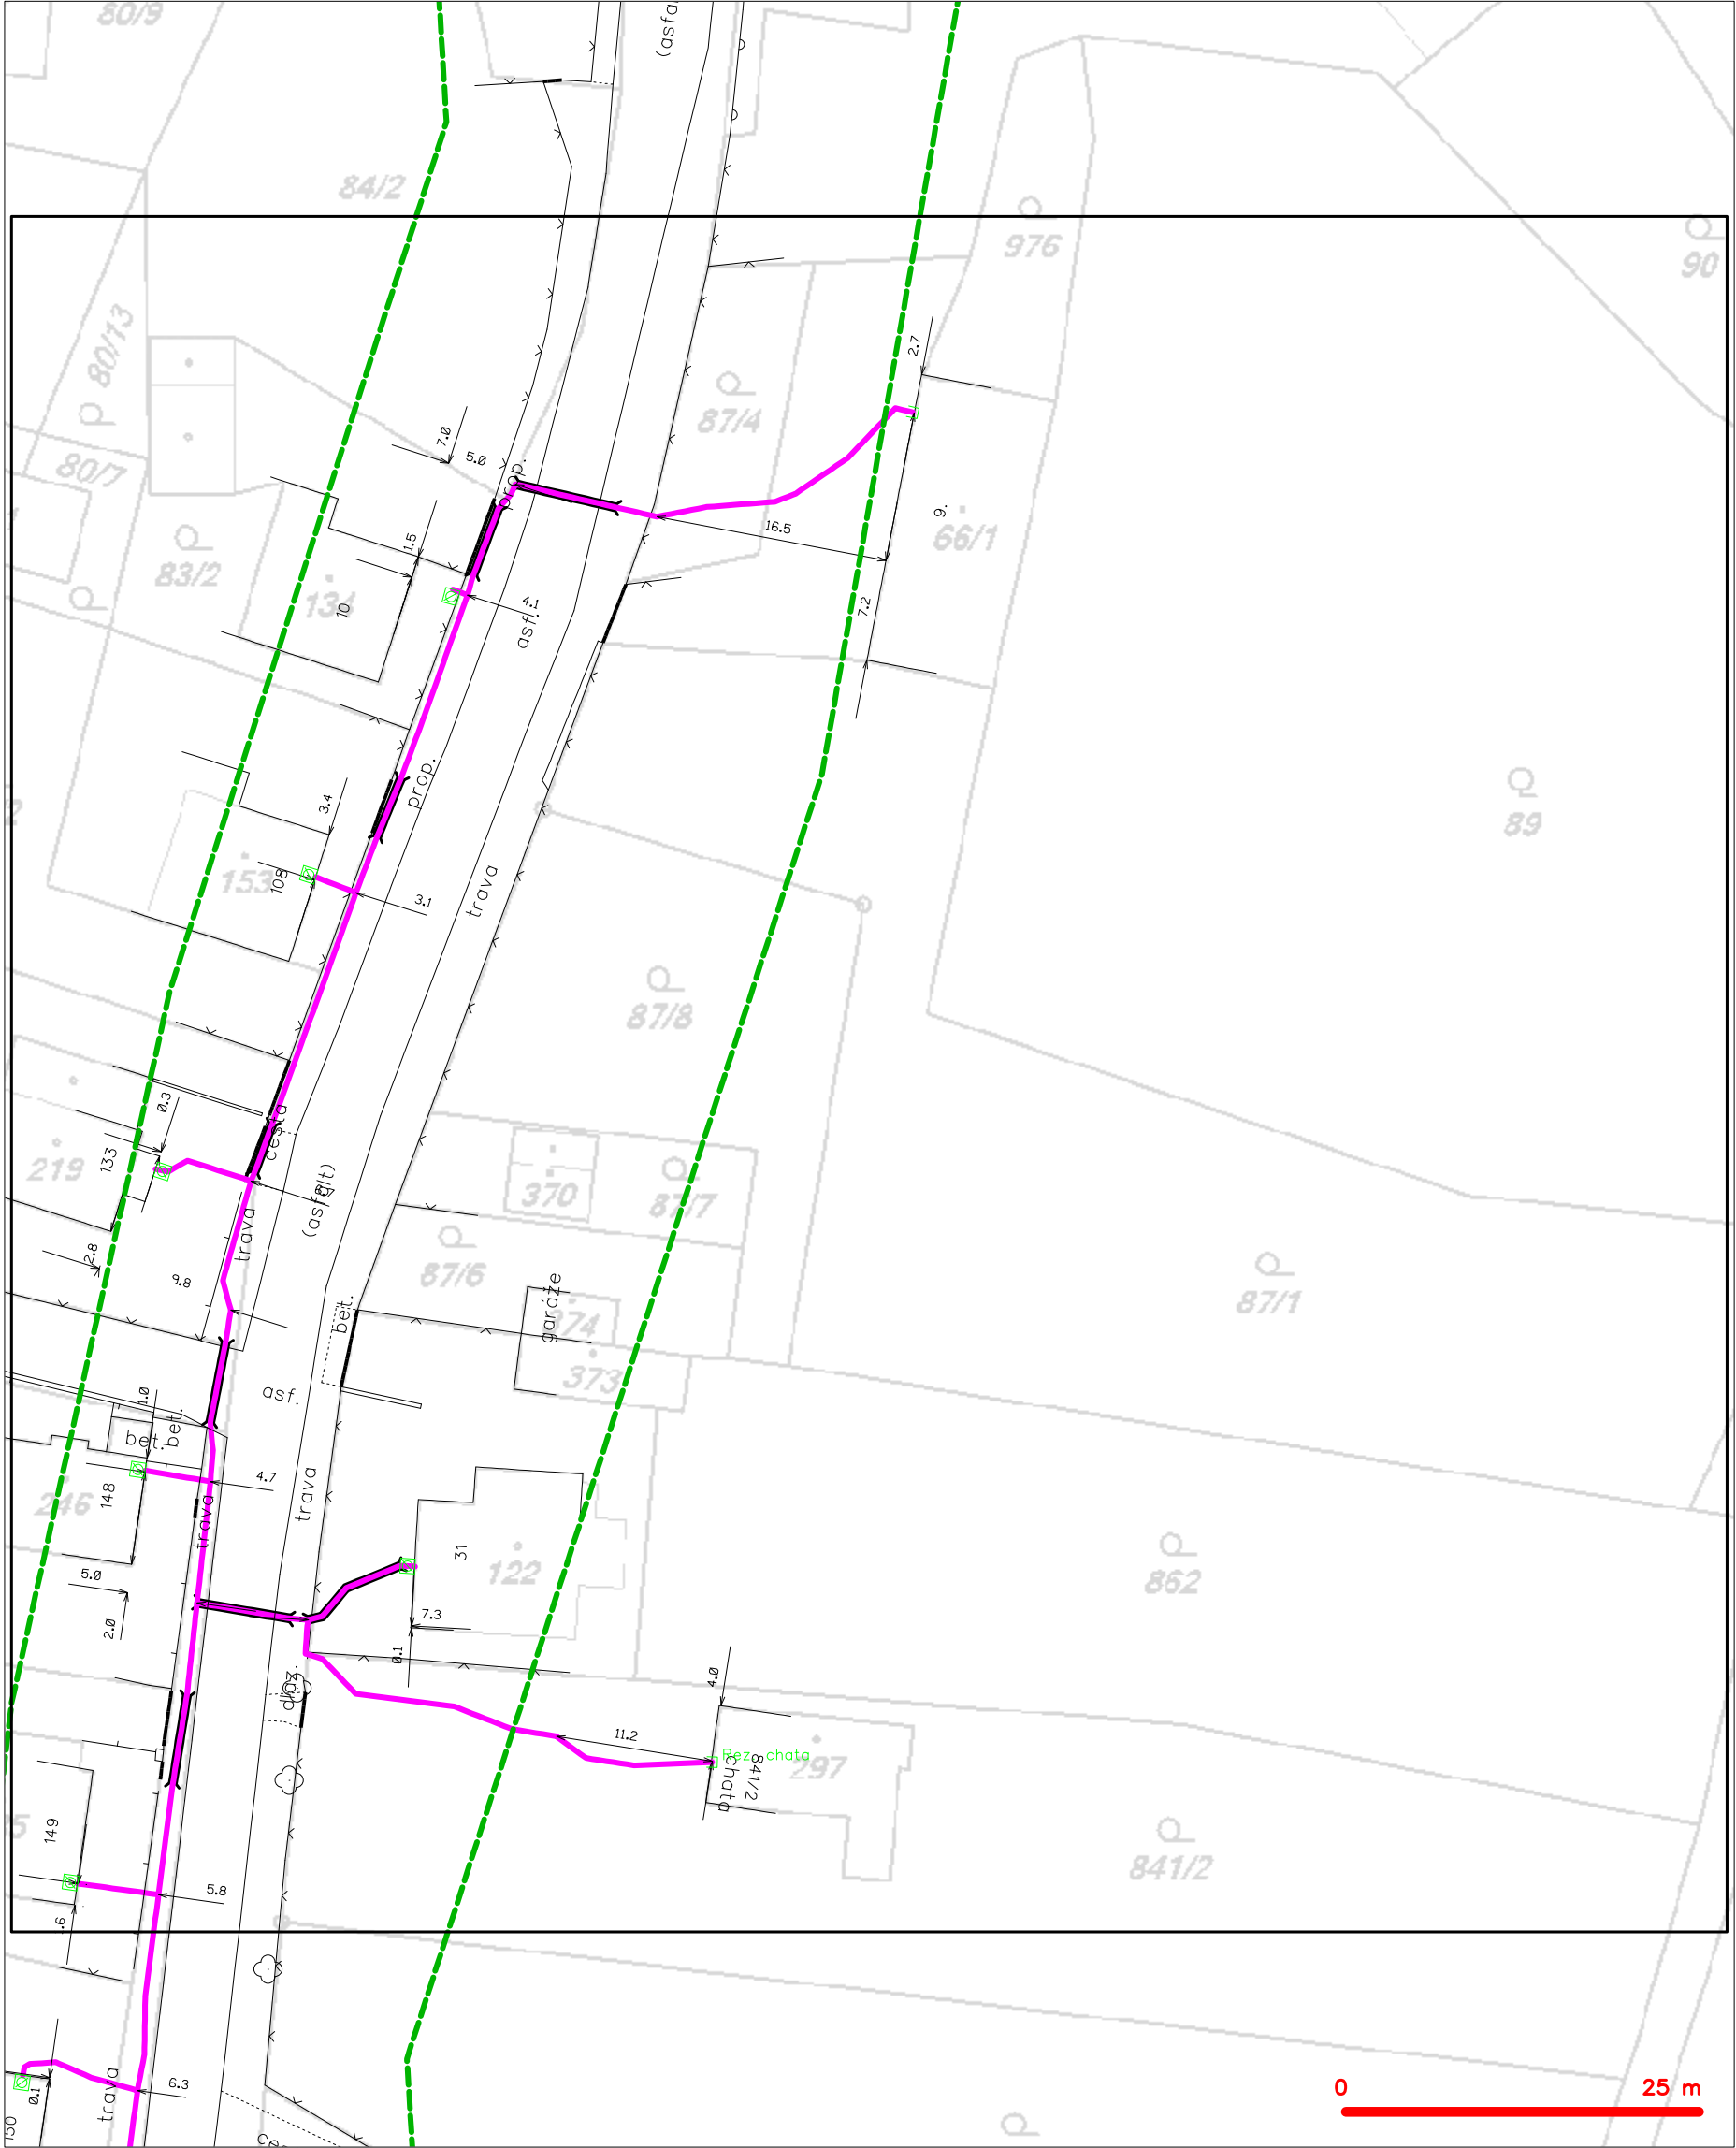 80/9
(asfa
84/2
976
90
80/13
2.7
87/4
7.0
5.0
prop.
80/7
16.5
9.
66/1
1.5
83/2
134
10
4.1
asf.
7.2
prop.
3.4
89
153
108
3.1
trava
87/8
0.3
cesta
133
219
370
87/7
(asfalt)
trava
2.8
87/6
9.8
87/1
garáže
bet.
373
asf.
1.0
bet.
bet.
4.7
148
246
trava
trava
31
122
862
5.0
7.3
2.0
0.1
4.0
dlaž.
11.2
Rez. chata
297
841/2
chata
149
841/2
5.8
.6
0
25 m
6.3
0.1
trava
150